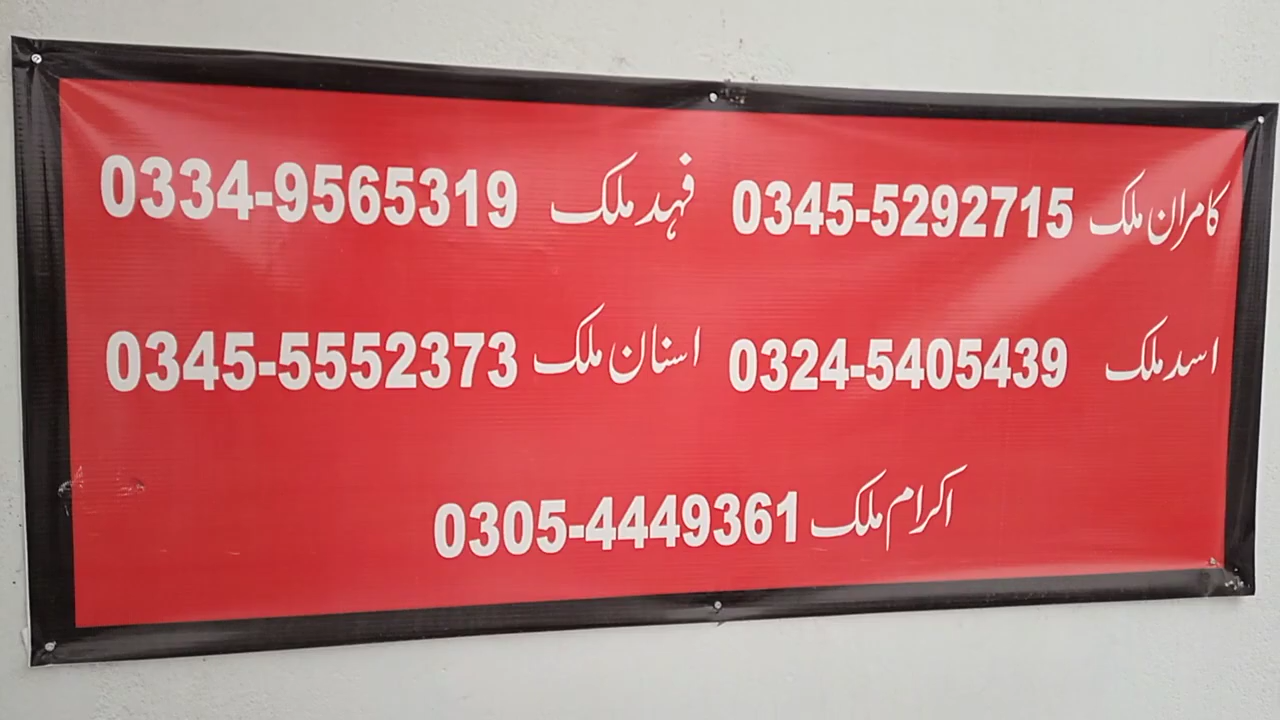 کامران ملک 0345-5292715 فہد ملک 0334-9565319
اسد ملک 0324-5405439 اسنان ملک 0345-5552373
اکرام ملک 0305-4449361